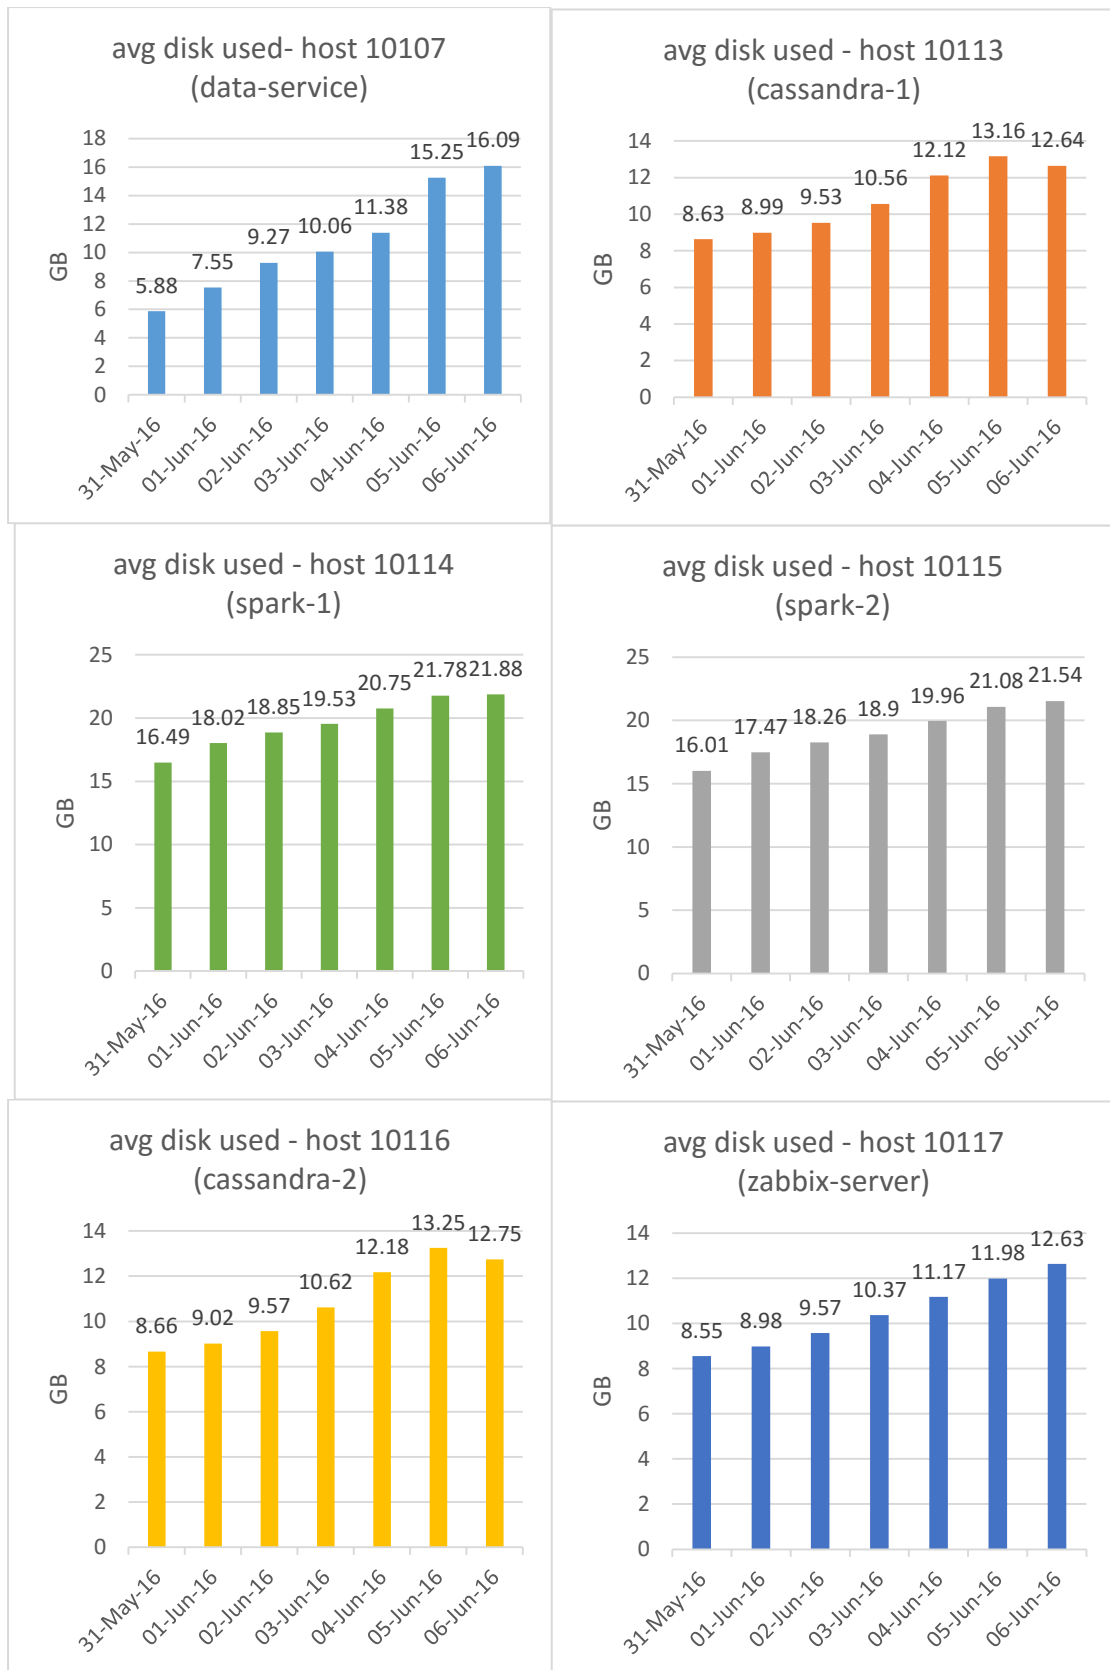 avg disk used- host 10107
(data-service)
18
16
14
12
10
8
6
4
2
0
GB
5.88
7.55
9.27
10.06
11.38
15.25
16.09
31-May-16
01-Jun-16
02-Jun-16
03-Jun-16
04-Jun-16
05-Jun-16
06-Jun-16
avg disk used - host 10113
(cassandra-1)
14
12
10
8
6
4
2
0
GB
8.63
8.99
9.53
10.56
12.12
13.16
12.64
31-May-16
01-Jun-16
02-Jun-16
03-Jun-16
04-Jun-16
05-Jun-16
06-Jun-16
avg disk used - host 10114
(spark-1)
25
20
15
10
5
0
GB
16.49
18.02
18.85
19.53
20.75
21.78
21.88
31-May-16
01-Jun-16
02-Jun-16
03-Jun-16
04-Jun-16
05-Jun-16
06-Jun-16
avg disk used - host 10115
(spark-2)
25
20
15
10
5
0
GB
16.01
17.47
18.26
18.9
19.96
21.08
21.54
31-May-16
01-Jun-16
02-Jun-16
03-Jun-16
04-Jun-16
05-Jun-16
06-Jun-16
avg disk used - host 10116
(cassandra-2)
14
12
10
8
6
4
2
0
GB
8.66
9.02
9.57
10.62
12.18
13.25
12.75
31-May-16
01-Jun-16
02-Jun-16
03-Jun-16
04-Jun-16
05-Jun-16
06-Jun-16
avg disk used - host 10117
(zabbix-server)
14
12
10
8
6
4
2
0
GB
8.55
8.98
9.57
10.37
11.17
11.98
12.63
31-May-16
01-Jun-16
02-Jun-16
03-Jun-16
04-Jun-16
05-Jun-16
06-Jun-16